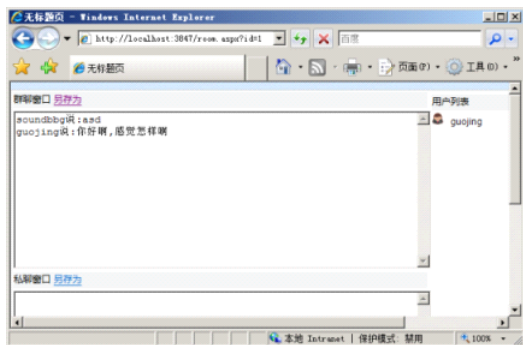 无标题页 - Windows Internet Explorer
http://localhost:3847/room.aspx?id=1
百度
无标题页
页面(P)
工具(O)
群聊窗口 另存为
用户列表
soundbbg说:asd
guojing说:你好啊,感觉怎样啊
guojing
私聊窗口 另存为
本地 Intranet | 保护模式: 禁用
100%